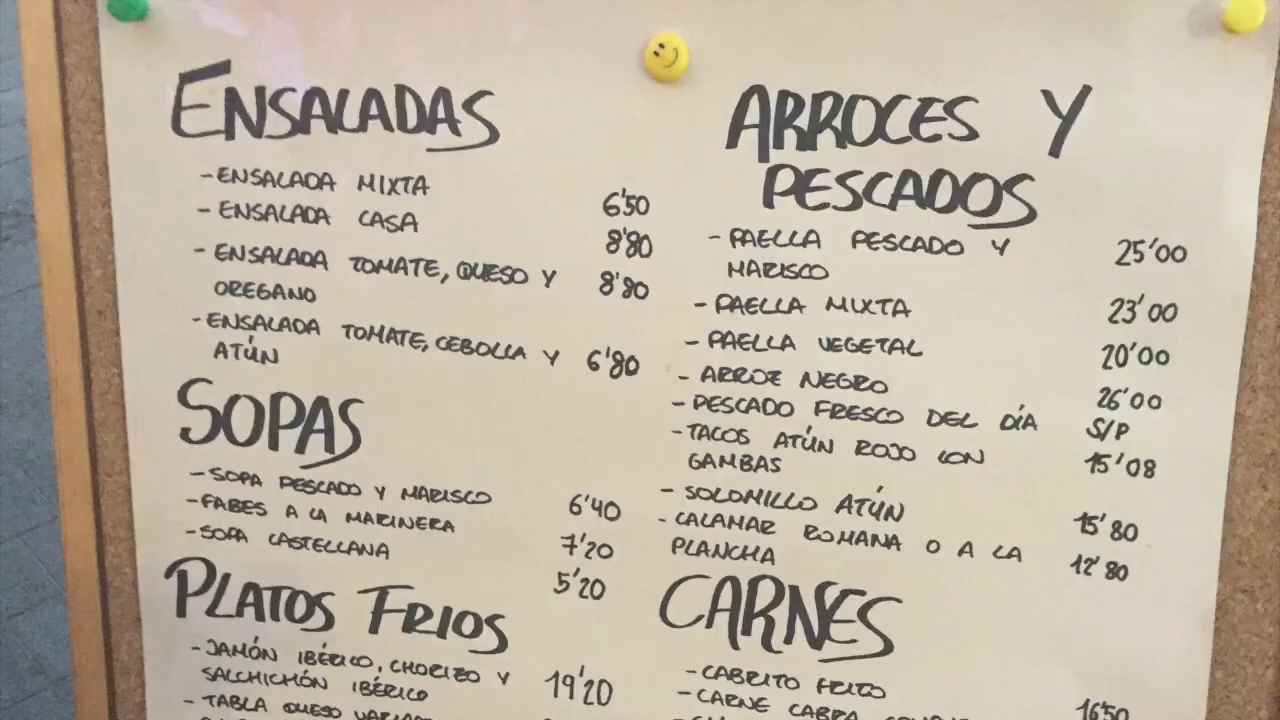 ENSALADAS
- ENSALADA MIXTA 6'50
- ENSALADA CASA 8'80
- ENSALADA TOMATE, QUESO Y 8'80
OREGANO
- ENSALADA TOMATE, CEBOLLA Y 6'80
ATÚN
SOPAS
- SOPA PESCADO Y MARISCO 6'40
- FABES A LA MARINERA 7'20
- SOPA CASTELLANA 5'20
PLATOS FRIOS
- JAMÓN IBÉRICO, CHORIZO Y
SALCHICHÓN IBÉRICO 19'20
- TABLA QUESO
ARROCES Y
PESCADOS
- PAELLA PESCADO Y 25'00
MARISCO
- PAELLA MIXTA 23'00
- PAELLA VEGETAL 20'00
- ARROZ NEGRO 26'00
- PESCADO FRESCO DEL DÍA S/P
- TACOS ATÚN ROJO CON 15'08
GAMBAS
- SOLOMILLO ATÚN 15'80
- CALAMAR ROMANA O A LA 12'80
PLANCHA
CARNES
- CABRITO FRITO 16'50
- CARNE CABRA